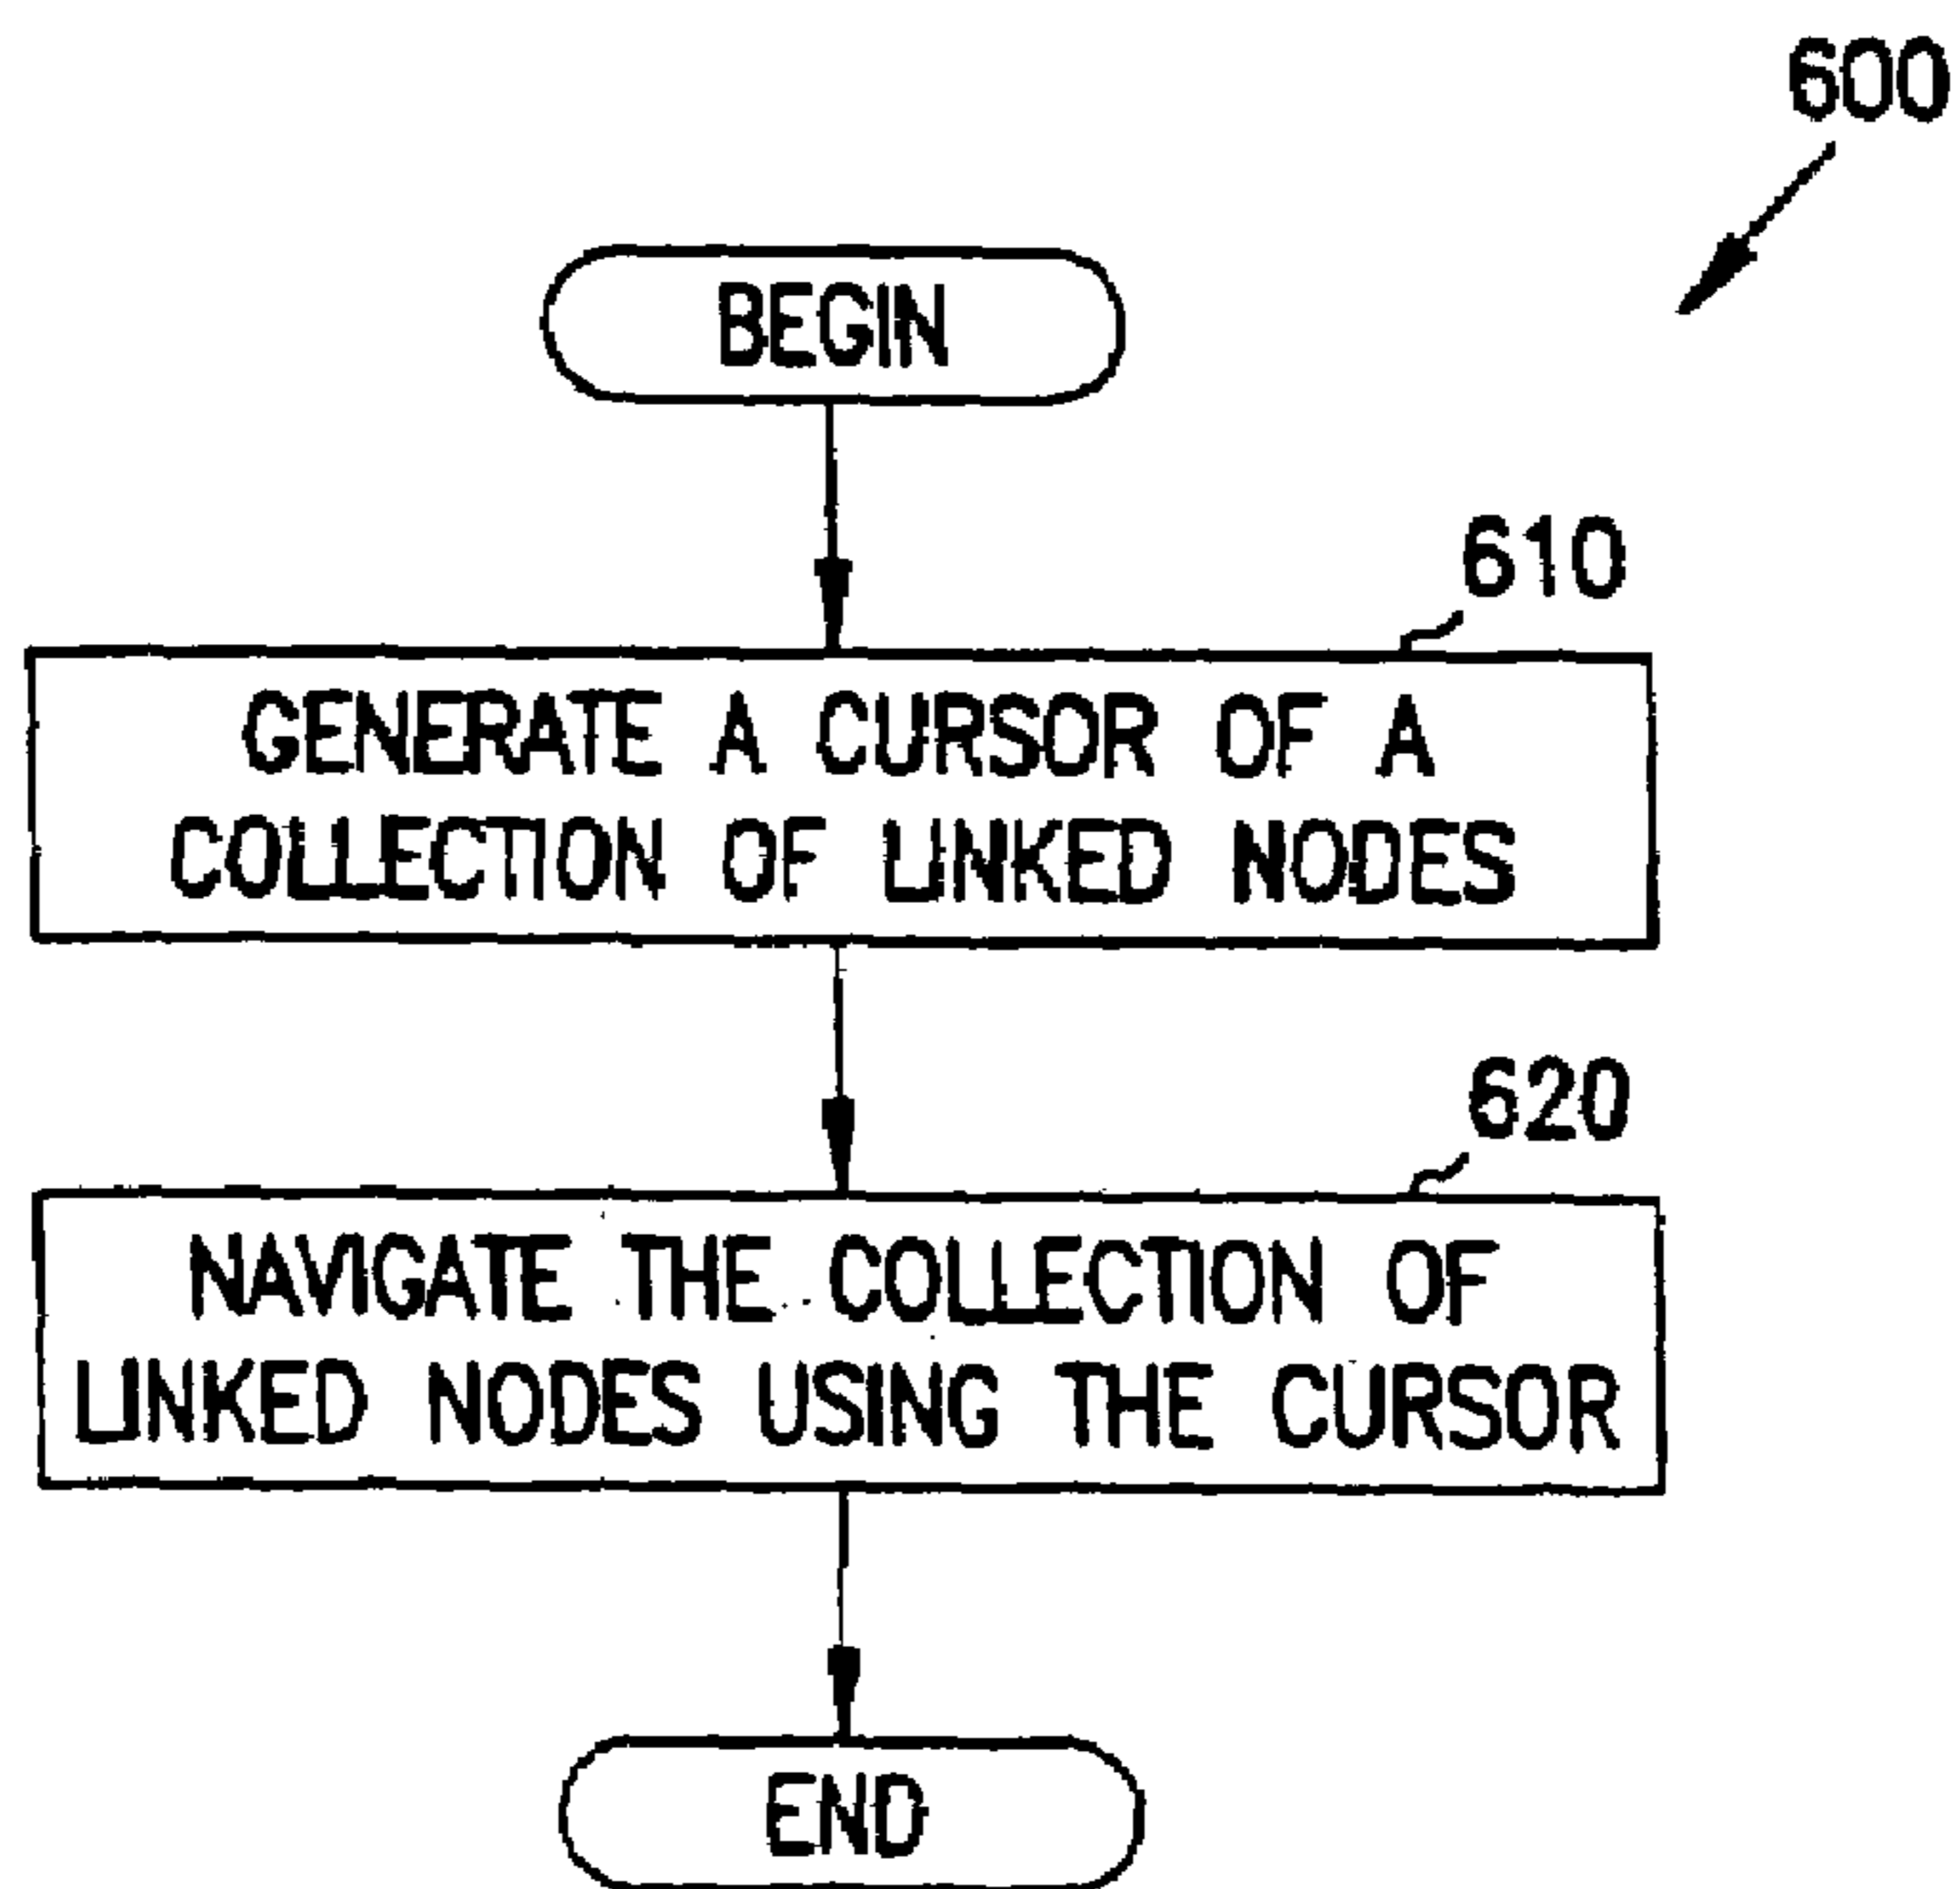 600
BEGIN
610
GENERATE A CURSOR OF A
COLLECTION OF LINKED NODES
620
NAVIGATE THE COLLECTION OF
LINKED NODES USING THE CURSOR
END